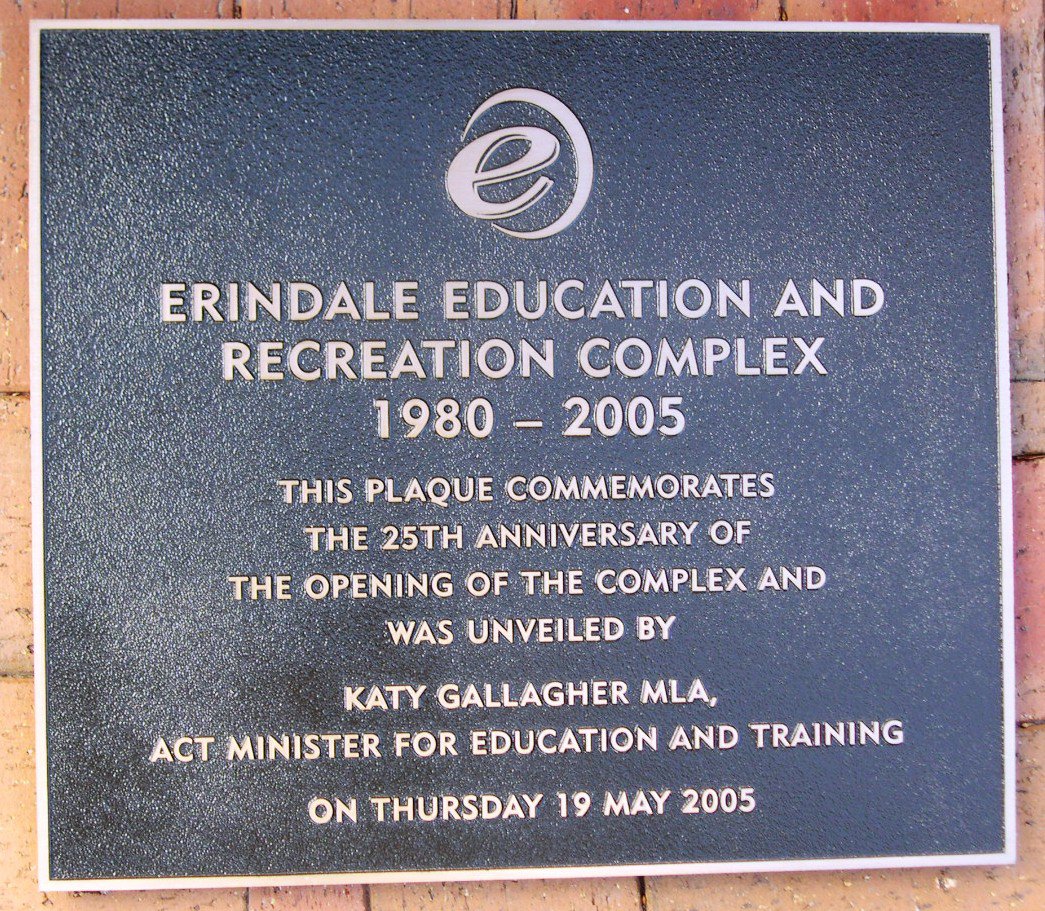 e
ERINDALE EDUCATION AND
RECREATION COMPLEX
1980 – 2005
THIS PLAQUE COMMEMORATES
THE 25TH ANNIVERSARY OF
THE OPENING OF THE COMPLEX AND
WAS UNVEILED BY
KATY GALLAGHER MLA,
ACT MINISTER FOR EDUCATION AND TRAINING
ON THURSDAY 19 MAY 2005